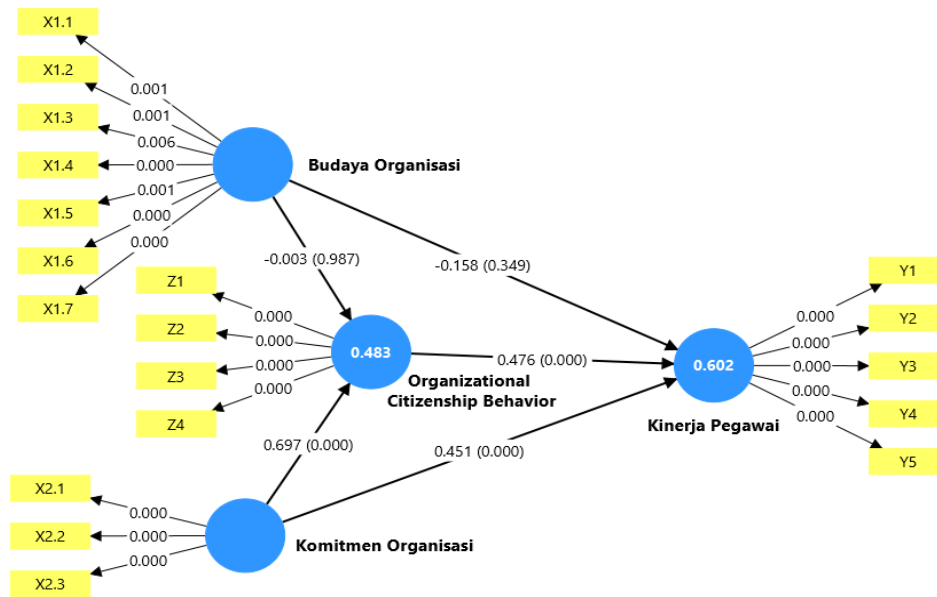 X1.1
X1.2
X1.3
X1.4
X1.5
X1.6
X1.7
0.001
0.001
0.006
0.000
0.001
0.000
0.000
Budaya Organisasi
-0.003 (0.987)
-0.158 (0.349)
Z1
Z2
Z3
Z4
0.000
0.000
0.000
0.000
0.483
Organizational
Citizenship Behavior
0.476 (0.000)
0.697 (0.000)
0.451 (0.000)
0.602
Kinerja Pegawai
0.000
0.000
0.000
0.000
0.000
Y1
Y2
Y3
Y4
Y5
X2.1
X2.2
X2.3
0.000
0.000
0.000
Komitmen Organisasi